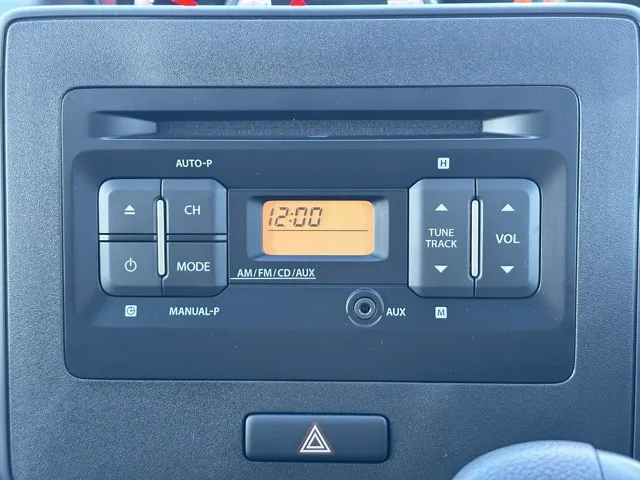 AUTO-P
H
CH
12:00
TUNE
TRACK
VOL
MODE
AM/FM/CD/AUX
C
MANUAL-P
AUX
M